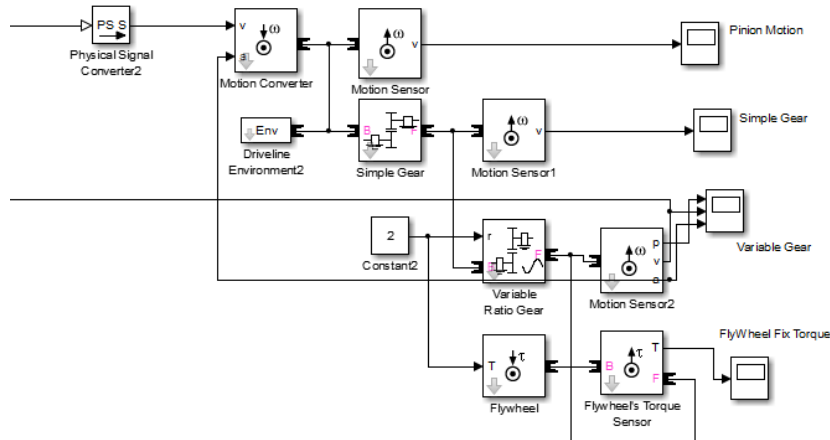 PS S
Physical Signal
Converter2
v
a
ω
Motion Converter
ω
v
Motion Sensor
Pinion Motion
Env
Driveline
Environment2
B
F
Simple Gear
ω
v
Motion Sensor1
Simple Gear
2
Constant2
r
B
F
Variable
Ratio Gear
ω
p
v
a
Motion Sensor2
Variable Gear
T
τ
Flywheel
B
τ
T
F
Flywheel's Torque
Sensor
FlyWheel Fix Torque